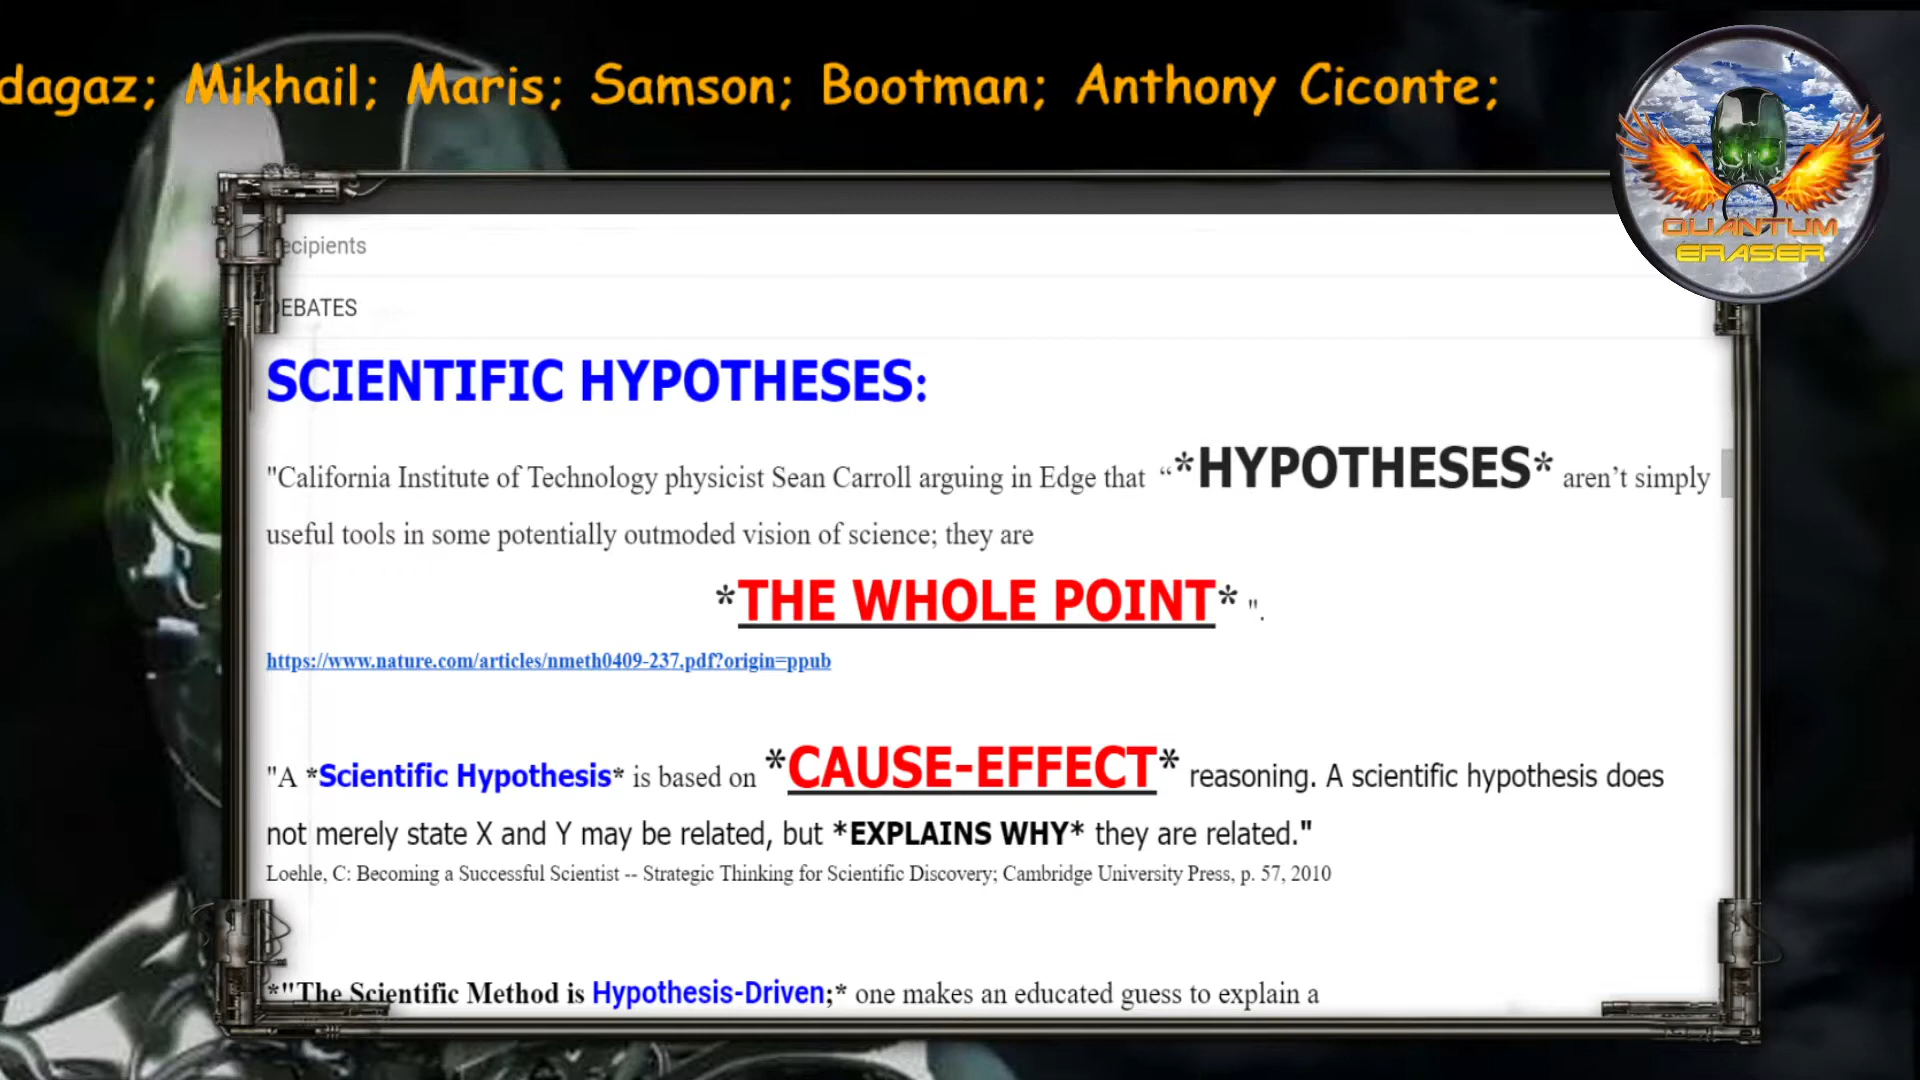 dagaz; Mikhail; Maris; Samson; Bootman; Anthony Ciconte;
QUANTUM
ERASER
ecipients
EBATES
SCIENTIFIC HYPOTHESES:
"California Institute of Technology physicist Sean Carroll arguing in Edge that “*HYPOTHESES* aren’t simply
useful tools in some potentially outmoded vision of science; they are
*THE WHOLE POINT* ".
https://www.nature.com/articles/nmeth0409-237.pdf?origin=ppub
"A *Scientific Hypothesis* is based on *CAUSE-EFFECT* reasoning. A scientific hypothesis does
not merely state X and Y may be related, but *EXPLAINS WHY* they are related."
Loehle, C: Becoming a Successful Scientist -- Strategic Thinking for Scientific Discovery; Cambridge University Press, p. 57, 2010
*"The Scientific Method is Hypothesis-Driven;* one makes an educated guess to explain a